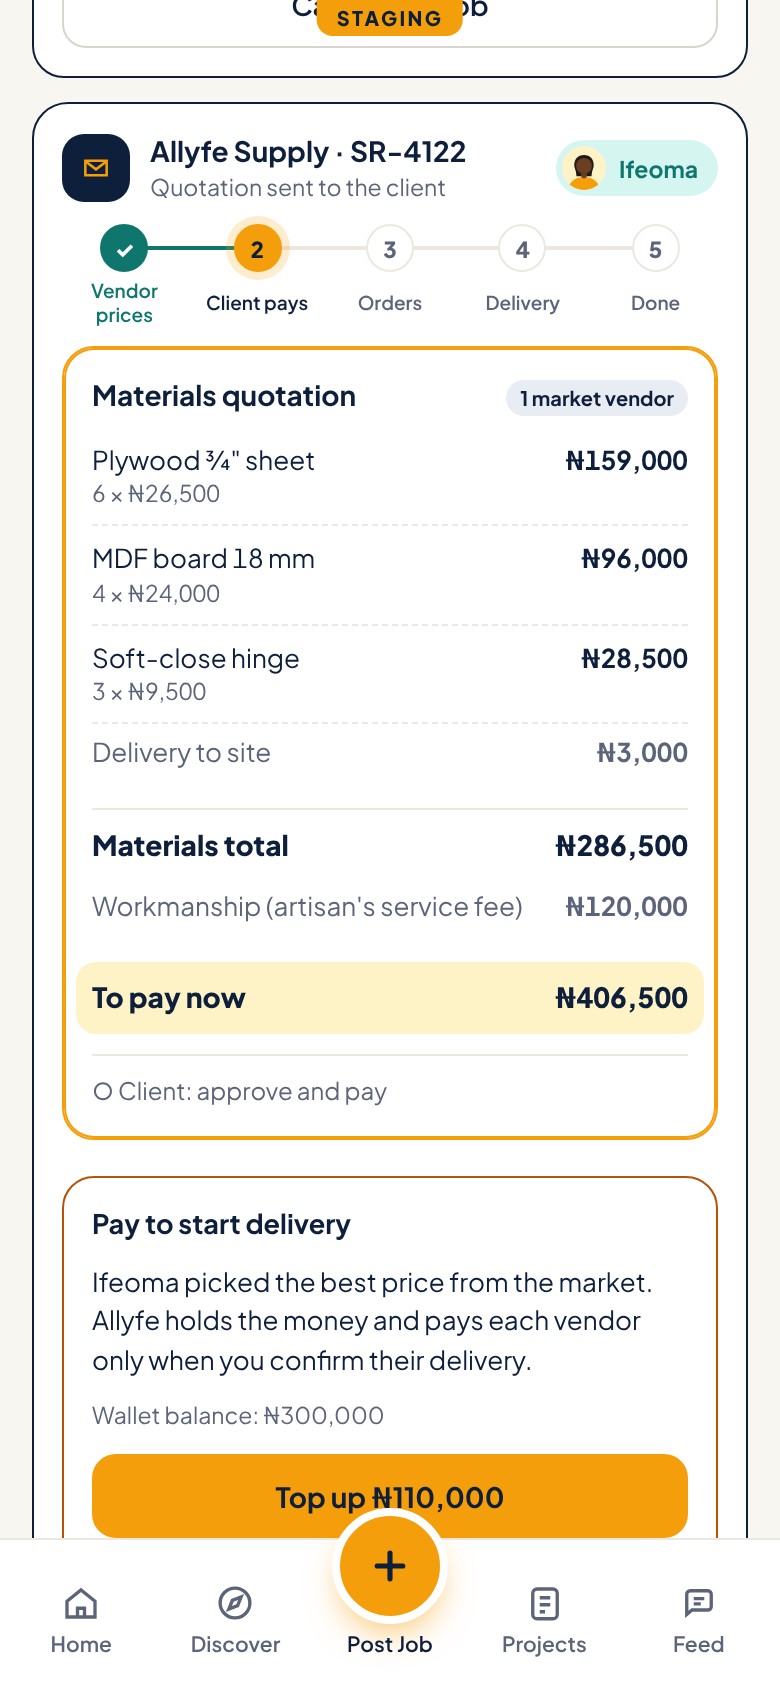 STAGING
Allyfe Supply · SR-4122
Quotation sent to the client
Ifeoma
2
3
4
5
Vendor prices
Client pays
Orders
Delivery
Done
Materials quotation
1 market vendor
Plywood ¾" sheet
₦159,000
6 × ₦26,500
MDF board 18 mm
₦96,000
4 × ₦24,000
Soft-close hinge
₦28,500
3 × ₦9,500
Delivery to site
₦3,000
Materials total
₦286,500
Workmanship (artisan's service fee)
₦120,000
To pay now
₦406,500
Client: approve and pay
Pay to start delivery
Ifeoma picked the best price from the market.
Allyfe holds the money and pays each vendor
only when you confirm their delivery.
Wallet balance: ₦300,000
Top up ₦110,000
Home
Discover
Post Job
Projects
Feed